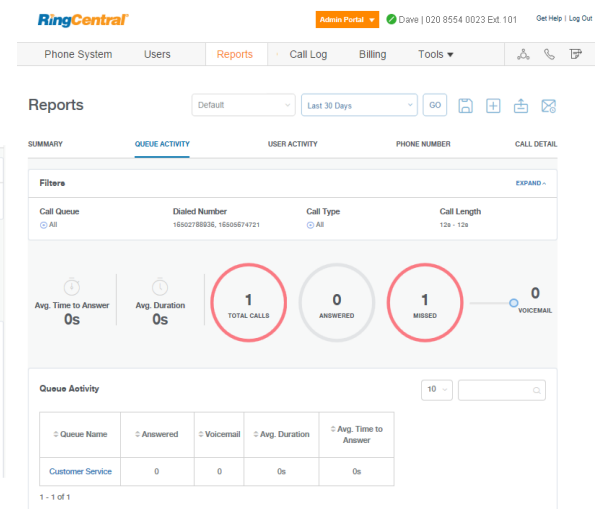 RingCentral®
Admin Portal
Dave | 020 8554 0023 Ext. 101
Get Help | Log Out
Phone System Users Reports Call Log Billing Tools
Reports
Default
Last 30 Days
GO
SUMMARY QUEUE ACTIVITY USER ACTIVITY PHONE NUMBER CALL DETAIL
Filters
EXPAND
Call Queue Dialed Number Call Type Call Length
All 16502788936, 16505574721 All 12s - 12s
Avg. Time to Answer
0s
Avg. Duration
0s
1
TOTAL CALLS
0
ANSWERED
1
MISSED
0
VOICEMAIL
Queue Activity
10
Queue Name Answered Voicemail Avg. Duration Avg. Time to
Answer
Customer Service 0 0 0s 0s
1 - 1 of 1